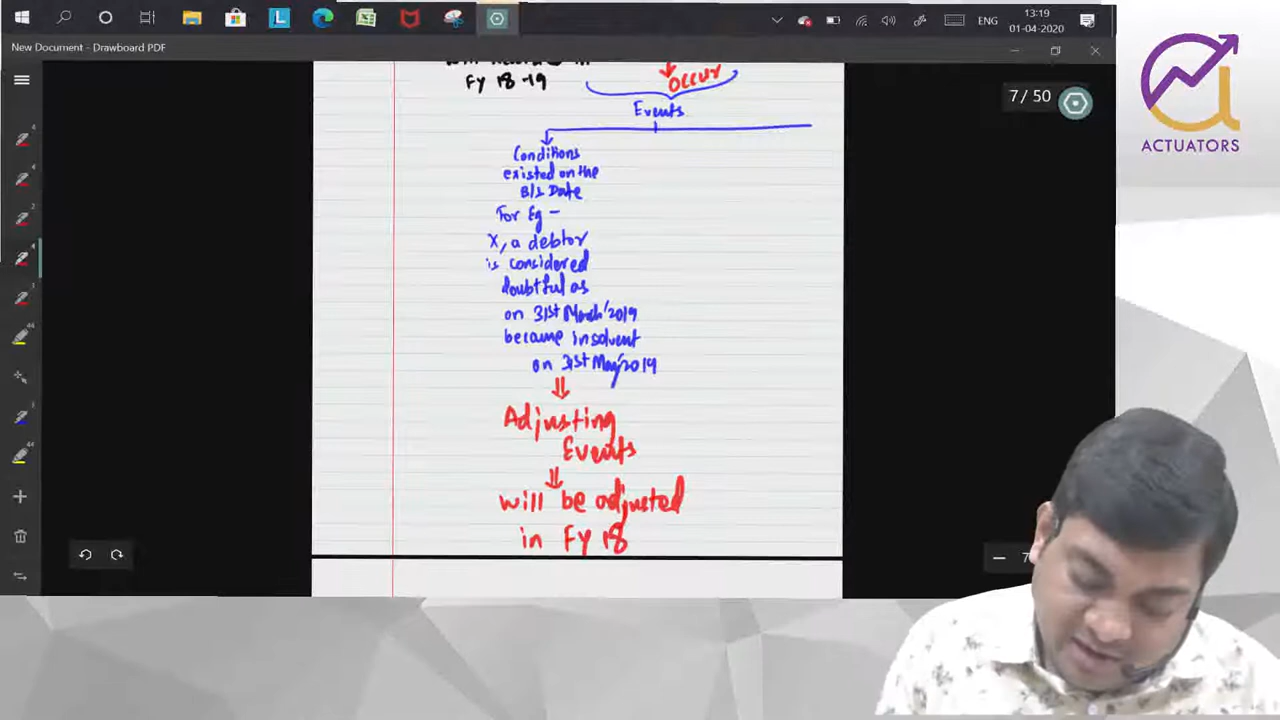 13:19
ENG
01-04-2020
New Document - Drawboard PDF
7 / 50
ACTUATORS
in
FY 18-19
Occur
Events
Conditions
existed on the
B/s Date
For Eg -
X, a debtor
is considered
doubtful as
on 31st March'2019
became insolvent
on 31st May'2019
Adjusting
Events
will be adjusted
in FY 18